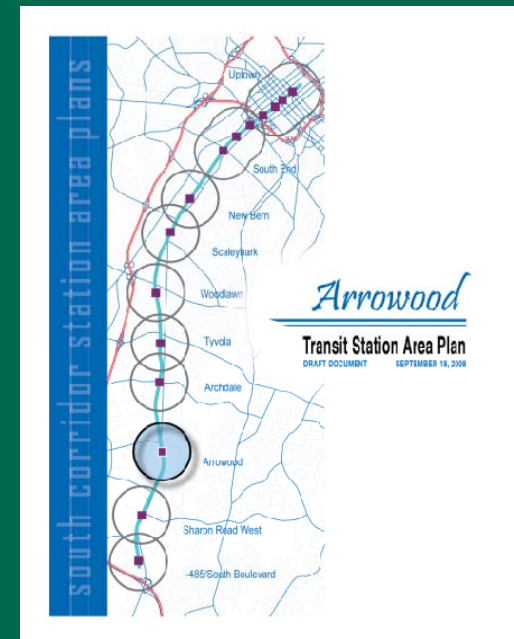 south corridor station area plans
Uptown
South End
New Bern
Scaleybark
Woodlawn
Tyvola
Archdale
Arrowood
Sharon Road West
-485/South Boulevard
Arrowood
Transit Station Area Plan
DRAFT DOCUMENT SEPTEMBER 18, 2008